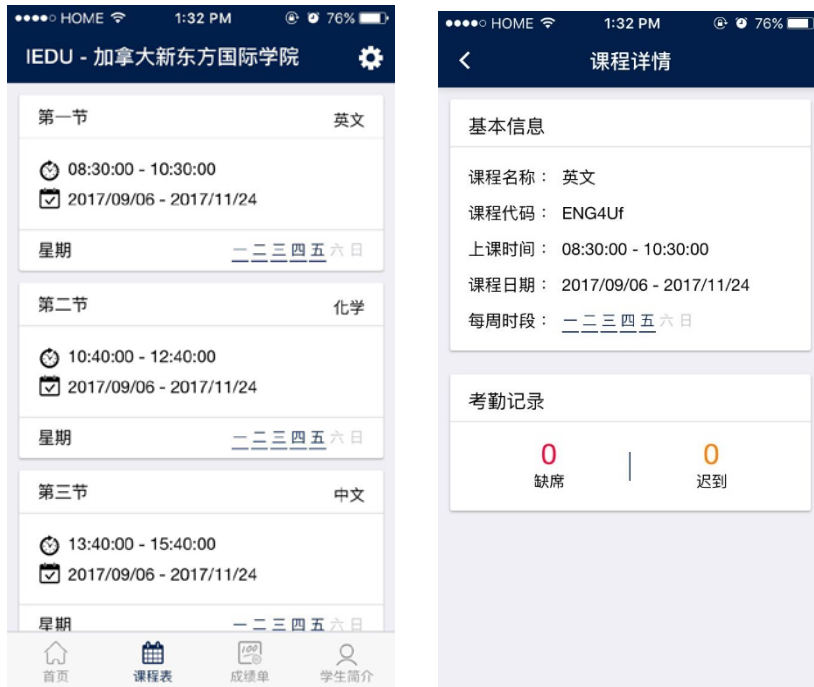 ●●●●○ HOME 1:32 PM 76%
IEDU - 加拿大新东方国际学院
第一节 英文
08:30:00 - 10:30:00
2017/09/06 - 2017/11/24
星期 一 二 三 四 五 六 日
第二节 化学
10:40:00 - 12:40:00
2017/09/06 - 2017/11/24
星期 一 二 三 四 五 六 日
第三节 中文
13:40:00 - 15:40:00
2017/09/06 - 2017/11/24
星期 一 二 三 四 五 六 日
100
首页 课程表 成绩单 学生简介
●●●●○ HOME 1:32 PM 76%
课程详情
基本信息
课程名称： 英文
课程代码： ENG4Uf
上课时间： 08:30:00 - 10:30:00
课程日期： 2017/09/06 - 2017/11/24
每周时段： 一 二 三 四 五 六 日
考勤记录
0 0
缺席 迟到